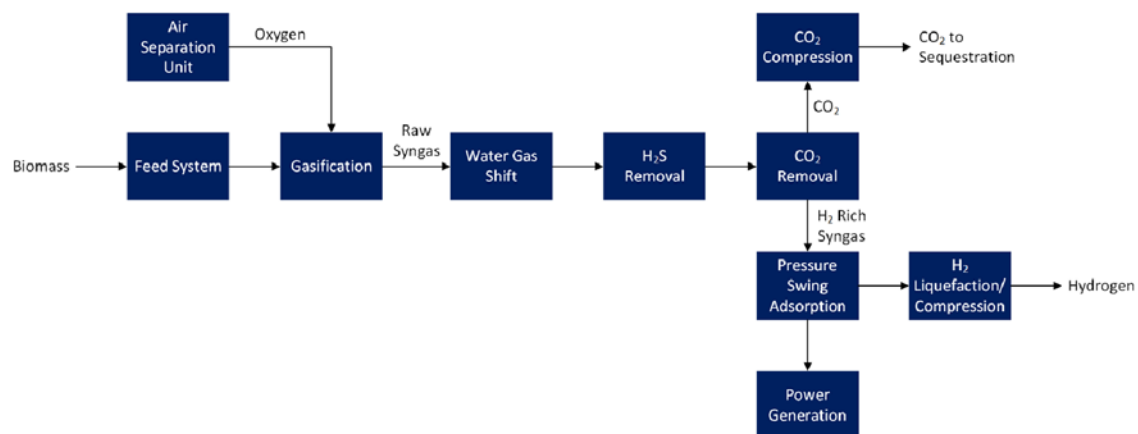 Air
Separation
Unit
Oxygen
CO₂
Compression
CO₂ to
Sequestration
CO₂
Biomass
Feed System
Gasification
Raw
Syngas
Water Gas
Shift
H₂S
Removal
CO₂
Removal
H₂ Rich
Syngas
Pressure
Swing
Adsorption
H₂
Liquefaction/
Compression
Hydrogen
Power
Generation